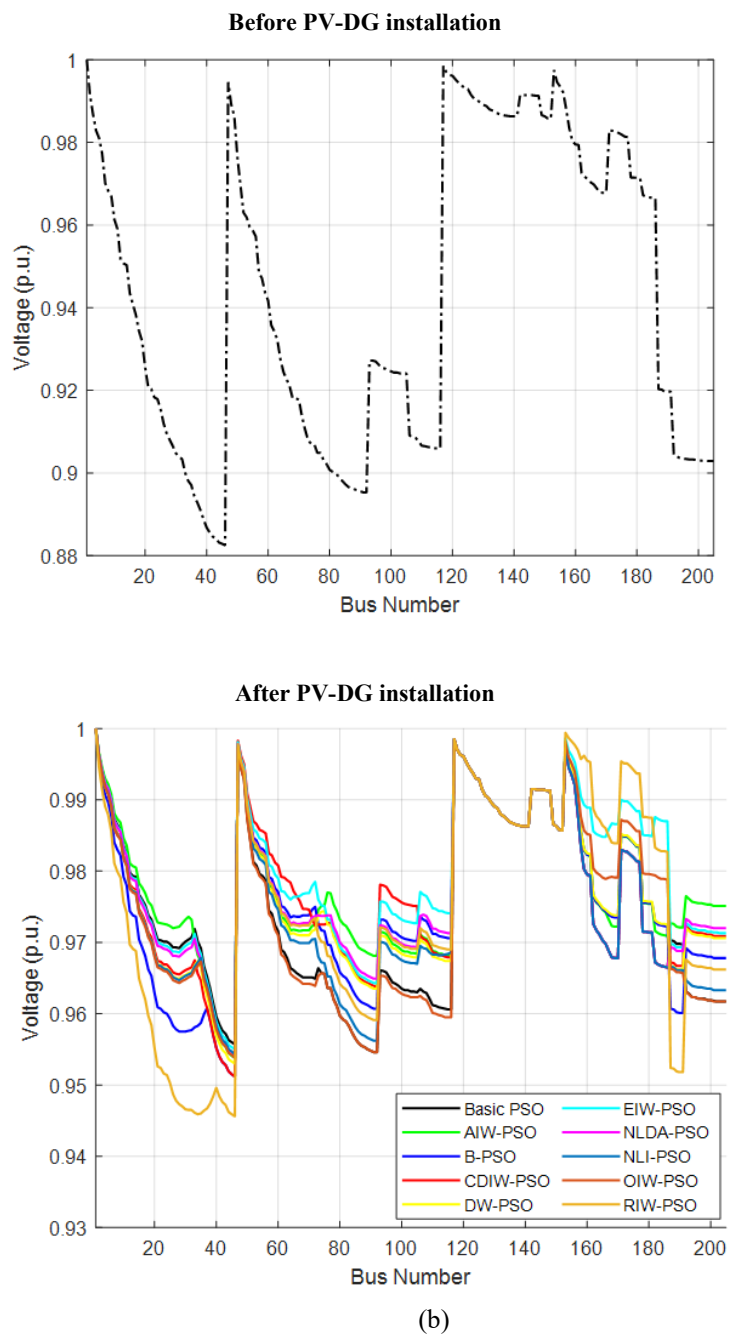 Before PV-DG installation
1
0.98
0.96
0.94
0.92
0.9
0.88
Voltage (p.u.)
20 40 60 80 100 120 140 160 180 200
Bus Number
After PV-DG installation
1
0.99
0.98
0.97
0.96
0.95
0.94
0.93
Voltage (p.u.)
Basic PSO EIW-PSO
AIW-PSO NLDA-PSO
B-PSO NLI-PSO
CDIW-PSO OIW-PSO
DW-PSO RIW-PSO
20 40 60 80 100 120 140 160 180 200
Bus Number
(b)